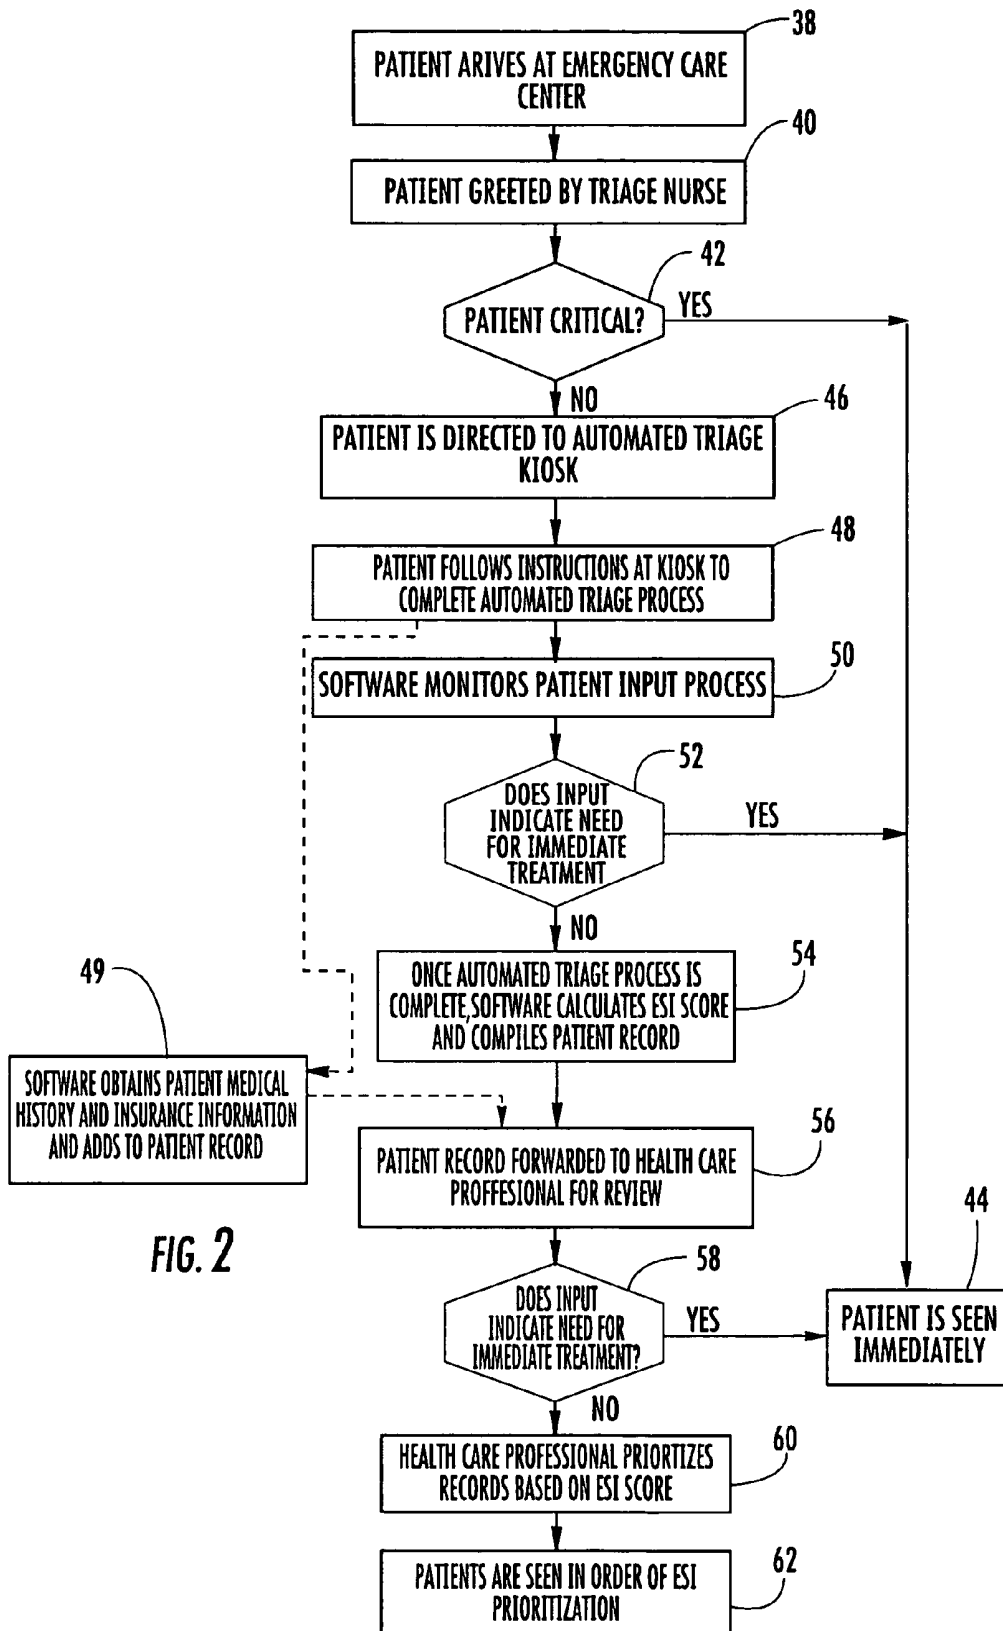 38
PATIENT ARIVES AT EMERGENCY CARE
CENTER
40
PATIENT GREETED BY TRIAGE NURSE
42
PATIENT CRITICAL?
YES
NO
46
PATIENT IS DIRECTED TO AUTOMATED TRIAGE
KIOSK
48
PATIENT FOLLOWS INSTRUCTIONS AT KIOSK TO
COMPLETE AUTOMATED TRIAGE PROCESS
50
SOFTWARE MONITORS PATIENT INPUT PROCESS
52
DOES INPUT
INDICATE NEED
FOR IMMEDIATE
TREATMENT
YES
NO
54
ONCE AUTOMATED TRIAGE PROCESS IS
COMPLETE,SOFTWARE CALCULATES ESI SCORE
AND COMPILES PATIENT RECORD
49
SOFTWARE OBTAINS PATIENT MEDICAL
HISTORY AND INSURANCE INFORMATION
AND ADDS TO PATIENT RECORD
56
PATIENT RECORD FORWARDED TO HEALTH CARE
PROFFESIONAL FOR REVIEW
FIG. 2
58
DOES INPUT
INDICATE NEED FOR
IMMEDIATE TREATMENT?
YES
44
PATIENT IS SEEN
IMMEDIATELY
NO
60
HEALTH CARE PROFESSIONAL PRIORTIZES
RECORDS BASED ON ESI SCORE
62
PATIENTS ARE SEEN IN ORDER OF ESI
PRIORITIZATION